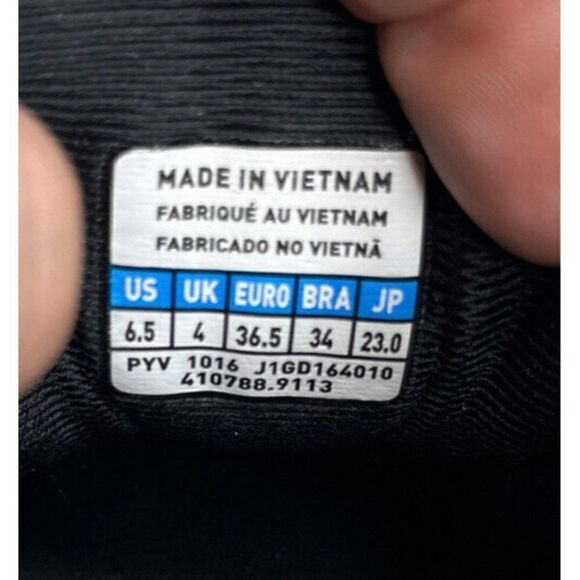 MADE IN VIETNAM
FABRIQUÉ AU VIETNAM
FABRICADO NO VIETNÃ
US UK EURO BRA JP
6.5 4 36.5 34 23.0
PYV 1016 J1GD164010
410788.9113